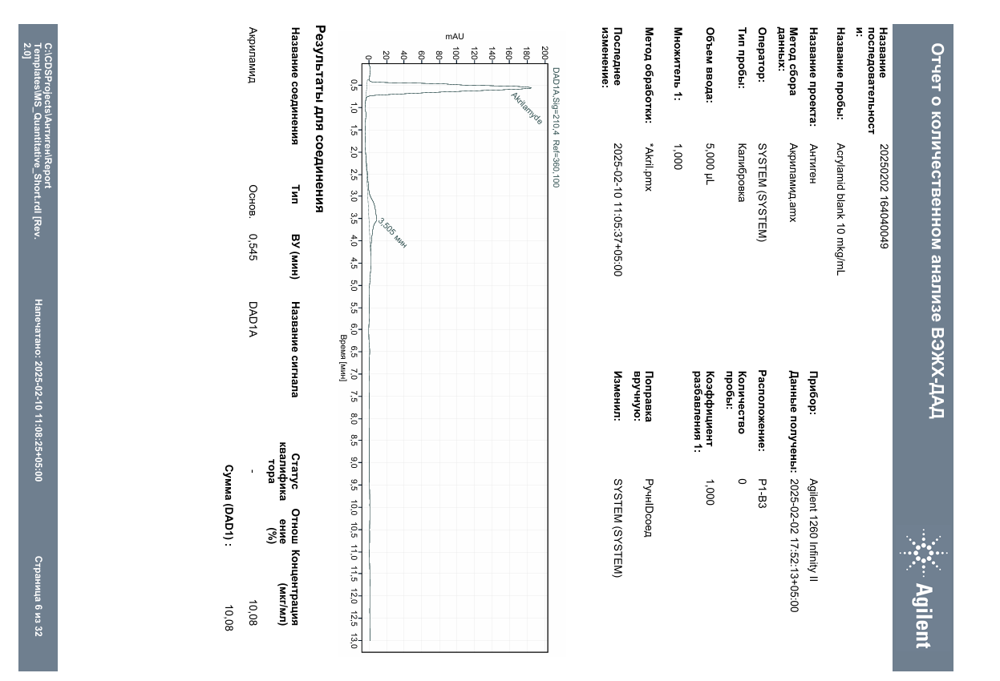 Отчет о количественном анализе ВЭЖХ-ДАД
Agilent
Название
последовательност
и:
20250202 164040049
Название пробы: Acrylamid blank 10 mkg/mL
Название проекта: Антиген Прибор: Agilent 1260 Infinity II
Метод сбора
данных:
Акриламид.amx Данные получены: 2025-02-02 17:52:13+05:00
Оператор: SYSTEM (SYSTEM) Расположение: P1-B3
Тип пробы: Калибровка Количество
пробы:
0
Объем ввода: 5,000 µL Коэффициент
разбавления 1:
1,000
Множитель 1: 1,000
Метод обработки: *Akril.pmx Поправка
вручную:
РучнIDсоед
Последнее
изменение:
2025-02-10 11:05:37+05:00 Изменил: SYSTEM (SYSTEM)
DAD1A,Sig=210,4 Ref=360,100
mAU
200
180
160
140
120
100
80
60
40
20
0
Akrilamyde
3,505 мин
0,5 1,0 1,5 2,0 2,5 3,0 3,5 4,0 4,5 5,0 5,5 6,0 6,5 7,0 7,5 8,0 8,5 9,0 9,5 10,0 10,5 11,0 11,5 12,0 12,5 13,0
Время [мин]
Результаты для соединения
Название соединения Тип ВУ (мин) Название сигнала Статус
квалифика
тора
Отнош
ение
(%)
Концентрация
(мкг/мл)
Акриламид Основ. 0,545 DAD1A - 10,08
Сумма (DAD1) : 10,08
C:\CDSProjects\Антиген\Report
Templates\MS_Quantitative_Short.rdl [Rev.
2.0]
Напечатано: 2025-02-10 11:08:25+05:00
Страница 6 из 32